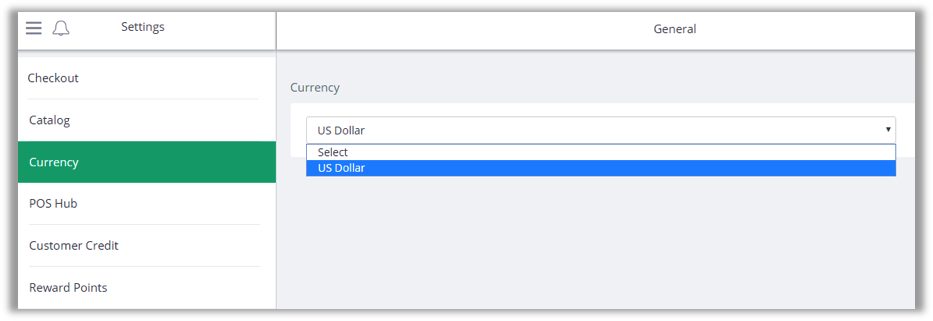 Settings
General
Checkout
Catalog
Currency
POS Hub
Customer Credit
Reward Points
Currency
US Dollar
Select
US Dollar